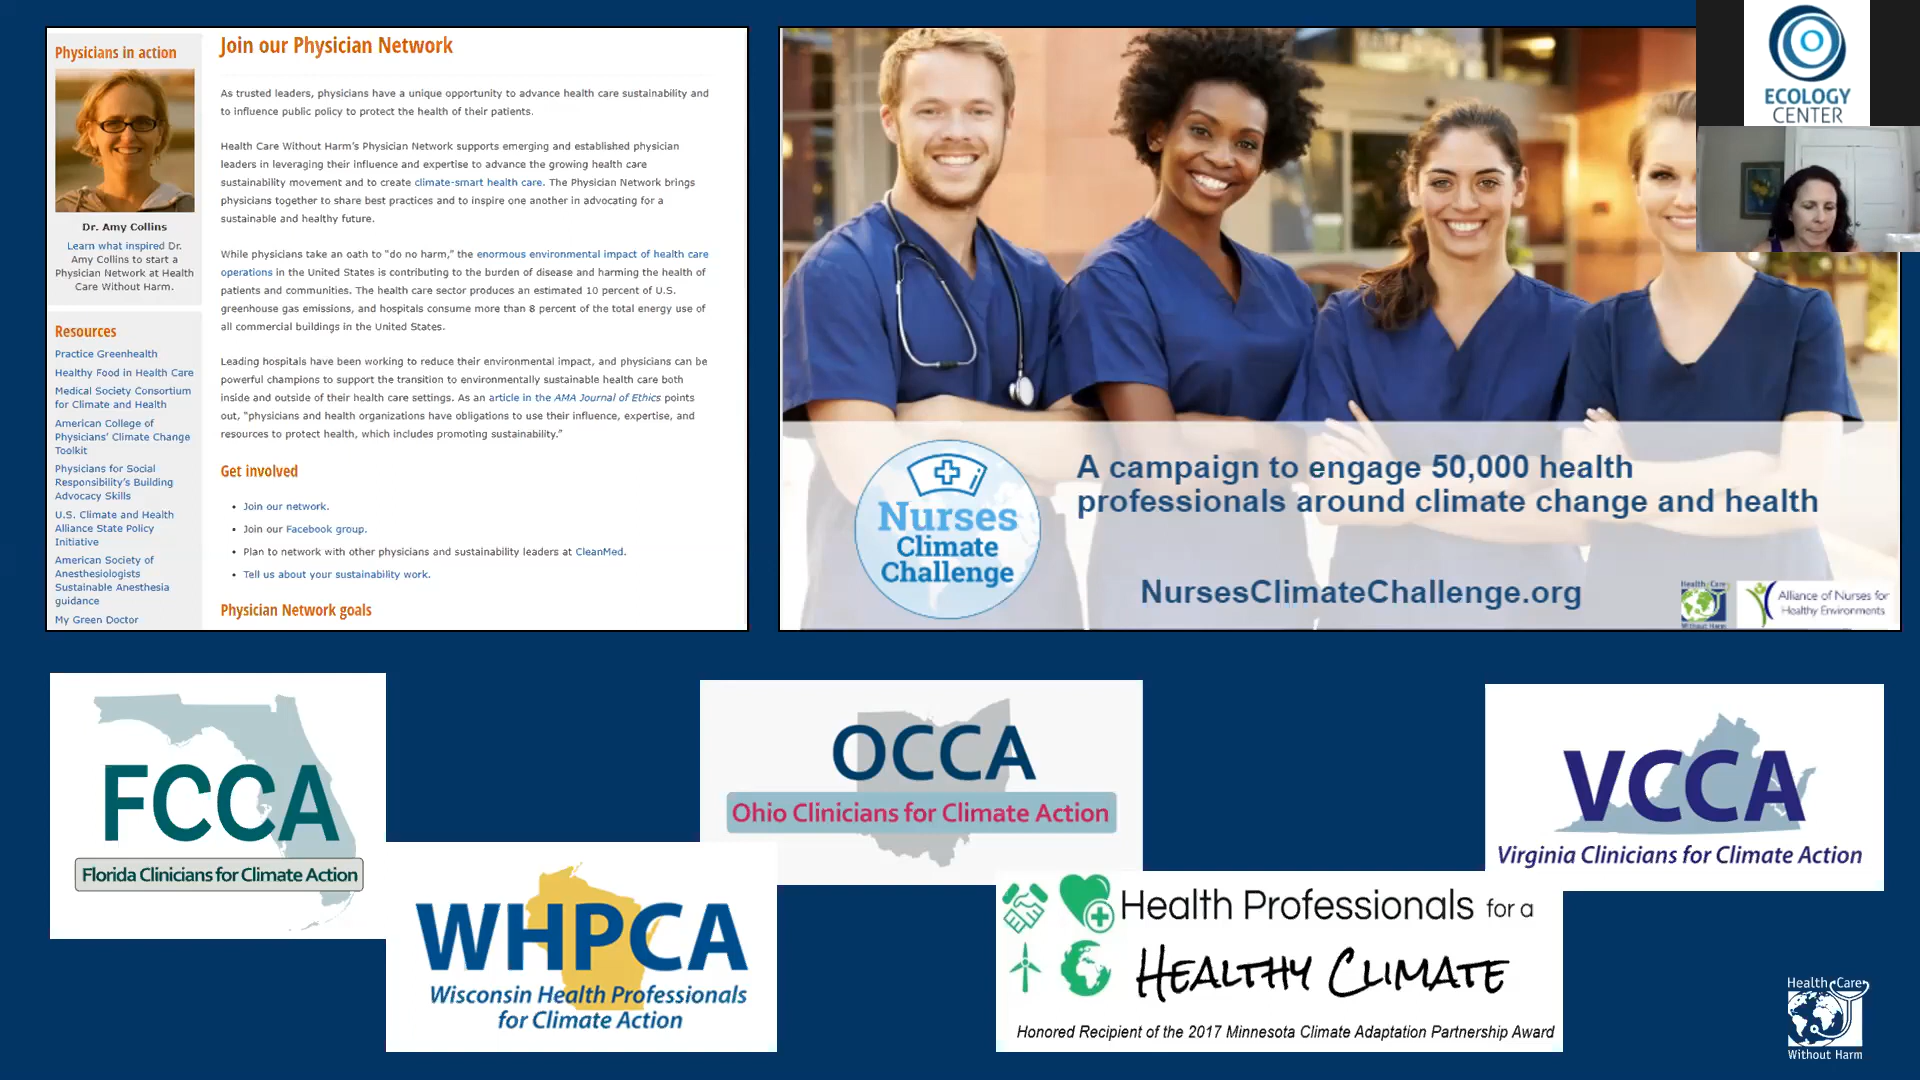 Physicians in action
Dr. Amy Collins
Learn what inspired Dr.
Amy Collins to start a
Physician Network at Health
Care Without Harm.
Resources
Practice Greenhealth
Healthy Food in Health Care
Medical Society Consortium
for Climate and Health
American College of
Physicians' Climate Change
Toolkit
Physicians for Social
Responsibility's Building
Advocacy Skills
U.S. Climate and Health
Alliance State Policy
Initiative
American Society of
Anesthesiologists
Sustainable Anesthesia
guidance
My Green Doctor
Join our Physician Network
As trusted leaders, physicians have a unique opportunity to advance health care sustainability and
to influence public policy to protect the health of their patients.
Health Care Without Harm's Physician Network supports emerging and established physician
leaders in leveraging their influence and expertise to advance the growing health care
sustainability movement and to create climate-smart health care. The Physician Network brings
physicians together to share best practices and to inspire one another in advocating for a
sustainable and healthy future.
While physicians take an oath to "do no harm," the enormous environmental impact of health care
operations in the United States is contributing to the burden of disease and harming the health of
patients and communities. The health care sector produces an estimated 10 percent of U.S.
greenhouse gas emissions, and hospitals consume more than 8 percent of the total energy use of
all commercial buildings in the United States.
Leading hospitals have been working to reduce their environmental impact, and physicians can be
powerful champions to support the transition to environmentally sustainable health care both
inside and outside of their health care settings. As an article in the AMA Journal of Ethics points
out, "physicians and health organizations have obligations to use their influence, expertise, and
resources to protect health, which includes promoting sustainability."
Get involved
• Join our network.
• Join our Facebook group.
• Plan to network with other physicians and sustainability leaders at CleanMed.
• Tell us about your sustainability work.
Physician Network goals
ECOLOGY
CENTER
Nurses
Climate
Challenge
A campaign to engage 50,000 health
professionals around climate change and health
NursesClimateChallenge.org
Health Care
Without Harm
Alliance of Nurses for
Healthy Environments
FCCA
Florida Clinicians for Climate Action
WHPCA
Wisconsin Health Professionals
for Climate Action
OCCA
Ohio Clinicians for Climate Action
Health Professionals for a
HEALTHY CLIMATE
Honored Recipient of the 2017 Minnesota Climate Adaptation Partnership Award
VCCA
Virginia Clinicians for Climate Action
Health Care
Without Harm